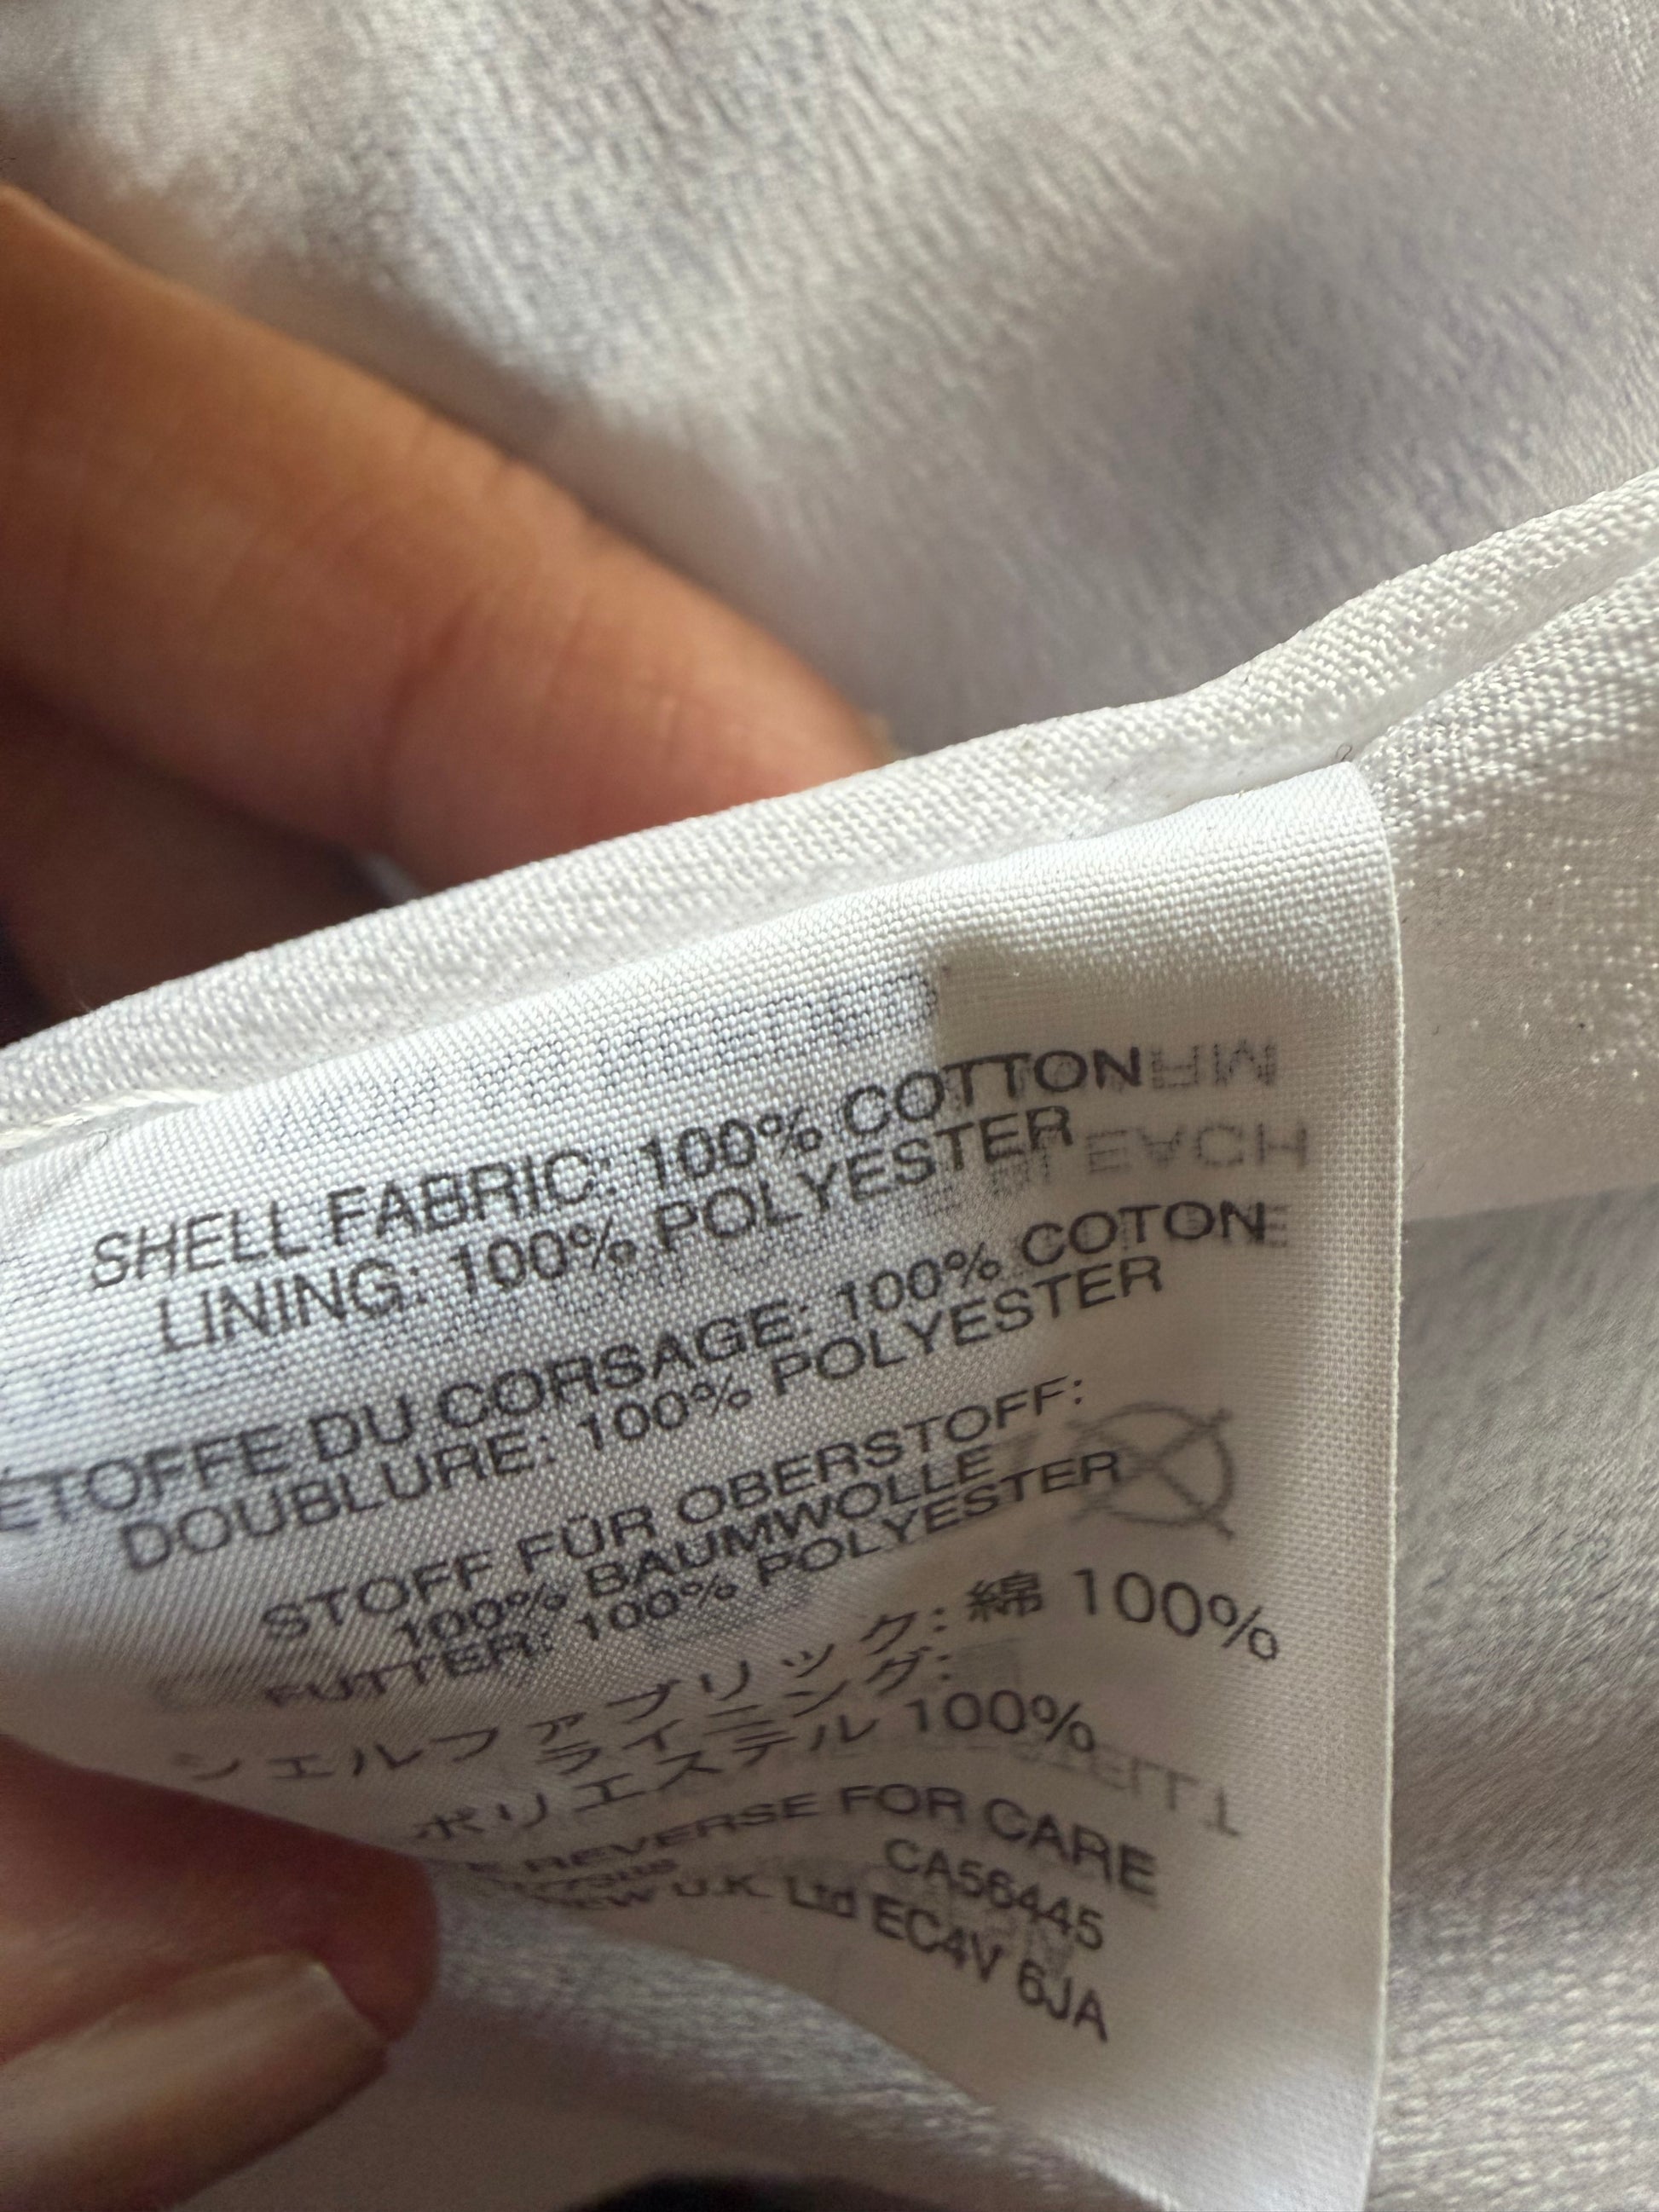 SHELL FABRIC: 100% COTTON
LINING: 100% POLYESTER
ÉTOFFE DU CORSAGE: 100% COTON
DOUBLURE: 100% POLYESTER
STOFF FÜR OBERSTOFF:
100% BAUMWOLLE
FUTTER: 100% POLYESTER
シェルファブリック: 綿 100%
ライニング:
ポリエステル 100%
REVERSE FOR CARE
CA56445
U.K. Ltd EC4V 6JA
BLEACH